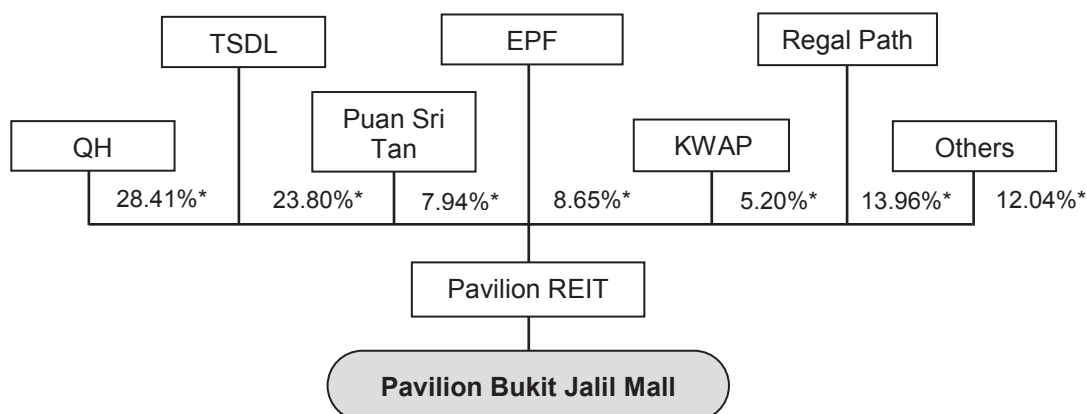 TSDL
EPF
Regal Path
QH
Puan Sri
Tan
KWAP
Others
28.41%*
23.80%*
7.94%*
8.65%*
5.20%*
13.96%*
12.04%*
Pavilion REIT
Pavilion Bukit Jalil Mall